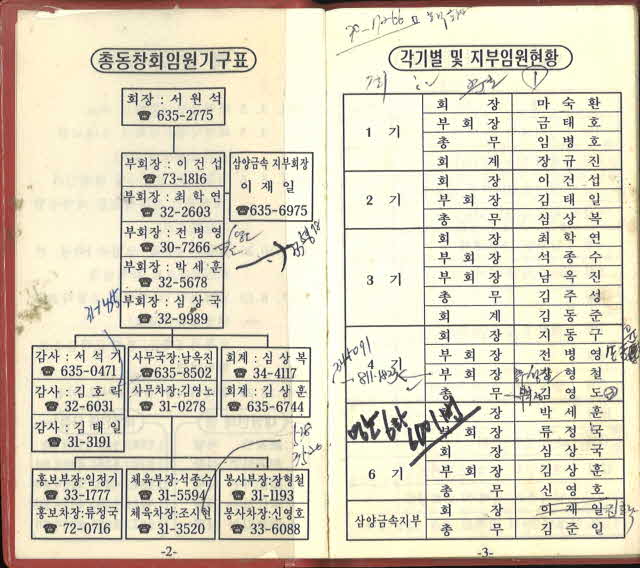 총동창회임원기구표
회장 : 서원석
☎ 635-2775
부회장 : 이건섭
☎ 73-1816
부회장 : 최학연
☎ 32-2603
부회장 : 전병영
☎ 30-7266
부회장 : 박세훈
☎ 32-5678
부회장 : 심상국
☎ 32-9989
삼양금속 지부회장
이재일
☎635-6975
감사 : 서석기
☎ 635-0471
감사 : 김호락
☎ 32-6031
감사 : 김태일
☎ 31-3191
사무국장:남옥진
☎ 635-8502
사무차장:김영노
☎ 31-0278
회계 : 심상복
☎ 34-4117
회계 : 김상훈
☎ 635-6744
홍보부장:임정기
☎ 33-1777
홍보차장:류정국
☎ 72-0716
체육부장:석종수
☎ 31-5594
체육차장:조시현
☎ 31-3520
봉사부장:장형철
☎ 31-1193
봉사차장:신영호
☎ 33-6088
-2-
각기별 및 지부임원현황
1
1 기
회 장 마숙환
부회장 금태호
총 무 임병호
회 계 장규진
2 기
회 장 이건섭
부회장 김태일
총 무 심상복
3 기
회 장 최학연
부회장 석종수
부회장 남옥진
총 무 김주성
회 계 김동준
4 기
회 장 지동구
부회장 전병영
부회장 장형철
총 무 김영도
장 박세훈
부회장 류정국
6 기
회 장 심상국
부회장 김상훈
총 무 신영호
삼양금속지부
회 장 이재일
총 무 김준일
-3-